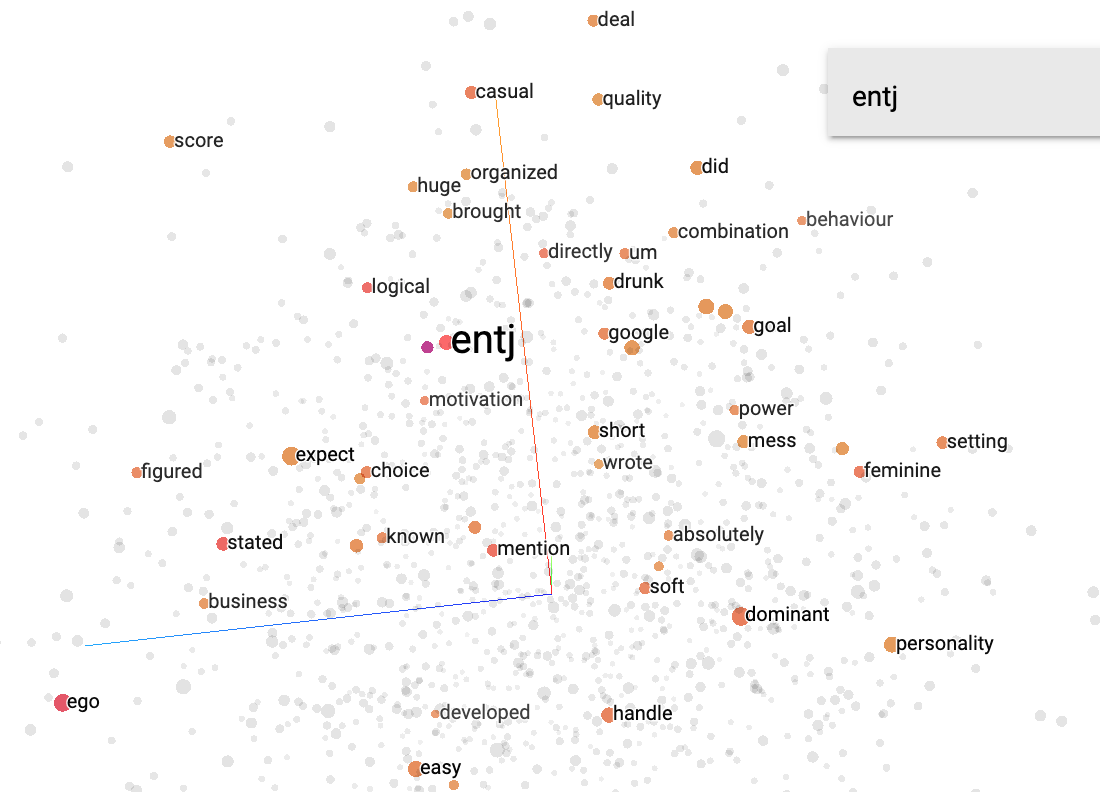 deal
casual
quality
entj
score
organized
did
huge
brought
behaviour
combination
directly
um
drunk
logical
goal
google
entj
motivation
power
short
mess
setting
expect
wrote
choice
figured
feminine
absolutely
known
stated
mention
soft
business
dominant
personality
ego
developed
handle
easy